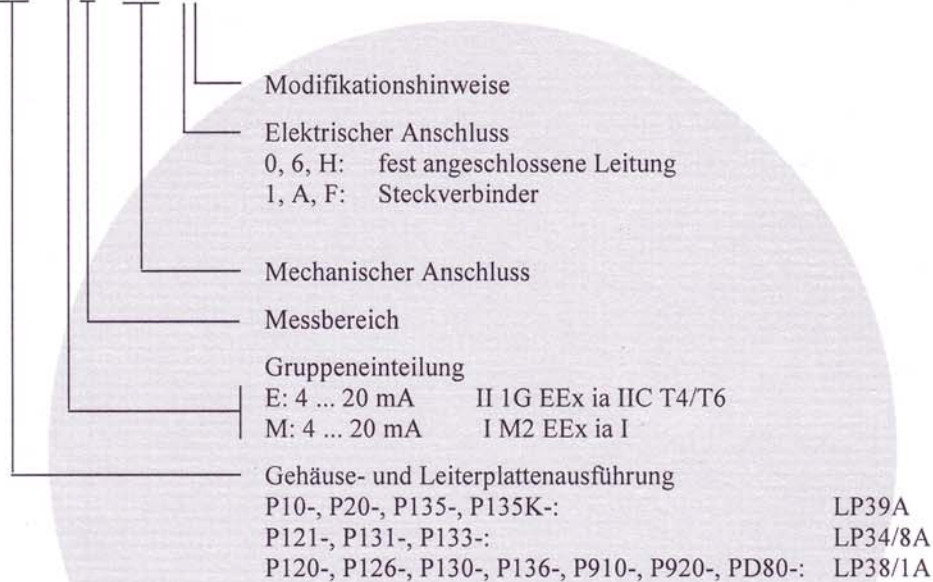 Modifikationshinweise
Elektrischer Anschluss
0, 6, H: fest angeschlossene Leitung
1, A, F: Steckverbinder
Mechanischer Anschluss
Messbereich
Gruppeneinteilung
E: 4 ... 20 mA II 1G EEx ia IIC T4/T6
M: 4 ... 20 mA I M2 EEx ia I
Gehäuse- und Leiterplattenausführung
P10-, P20-, P135-, P135K-: LP39A
P121-, P131-, P133-: LP34/8A
P120-, P126-, P130-, P136-, P910-, P920-, PD80-: LP38/1A